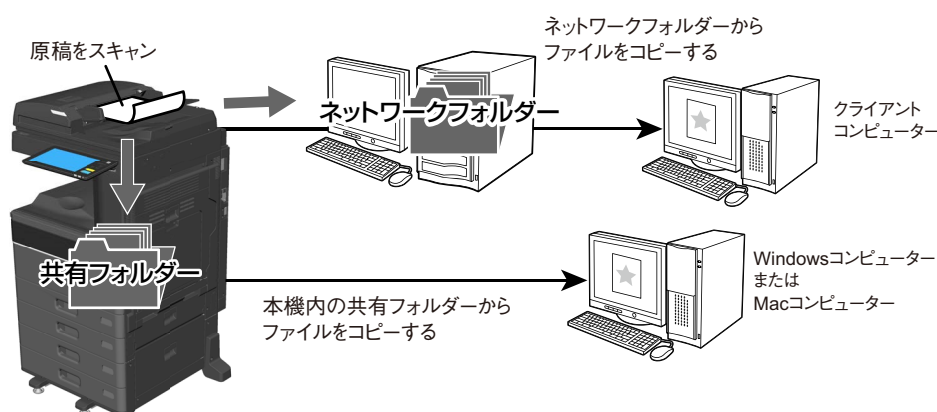 原稿をスキャン
ネットワークフォルダーから
ファイルをコピーする
ネットワークフォルダー
クライアント
コンピューター
共有フォルダー
本機内の共有フォルダーから
ファイルをコピーする
Windowsコンピューター
または
Macコンピューター